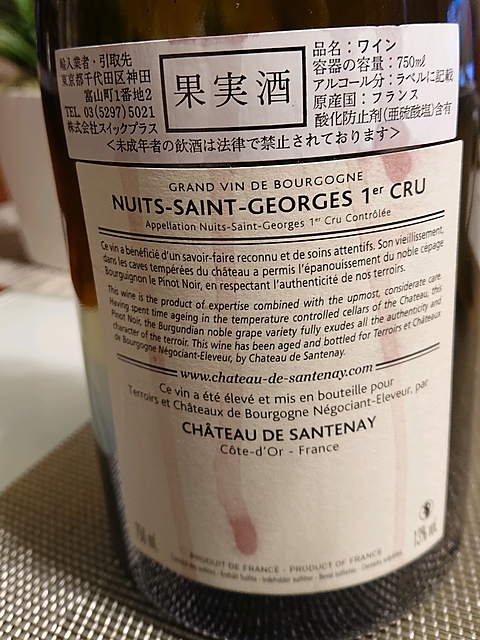 輸入業者・引取先
東京都千代田区神田
富山町1番地2
TEL 03(5297)5021
株式会社スイックプラス
果実酒
品名：ワイン
容器の容量：750㎖
アルコール分：ラベルに記載
原産国：フランス
酸化防止剤(亜硫酸塩)含有
＜未成年者の飲酒は法律で禁止されております＞
GRAND VIN DE BOURGOGNE
NUITS-SAINT-GEORGES 1er CRU
Appellation Nuits-Saint-Georges 1er Cru Contrôlée
Ce vin a bénéficié d'un savoir-faire reconnu et de soins attentifs. Son vieillissement,
dans les caves tempérées du château a permis l'épanouissement du noble cépage
Bourguignon le Pinot Noir, en respectant l'authenticité de nos terroirs.
This wine is the product of expertise combined with the upmost, considerate care.
Having spent time ageing in the temperature controlled cellars of the Chateau, this
Pinot Noir, the Burgundian noble grape variety fully exudes all the authenticity and
character of the terroir. This wine has been aged and bottled for Terroirs et Châteaux
de Bourgogne Négociant-Eleveur, by Chateau de Santenay.
www.chateau-de-santenay.com
Ce vin a été élevé et mis en bouteille pour
Terroirs et Châteaux de Bourgogne Négociant-Eleveur, par
CHÂTEAU DE SANTENAY
Côte-d'Or - France
750 ml
13% vol.
PRODUIT DE FRANCE - PRODUCT OF FRANCE